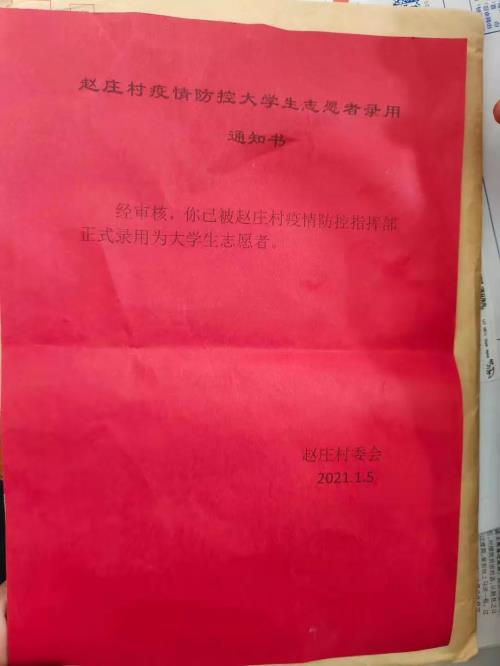 赵庄村疫情防控大学生志愿者录用
通知书
经审核，你已被赵庄村疫情防控指挥部
正式录用为大学生志愿者。
赵庄村委会
2021.1.5